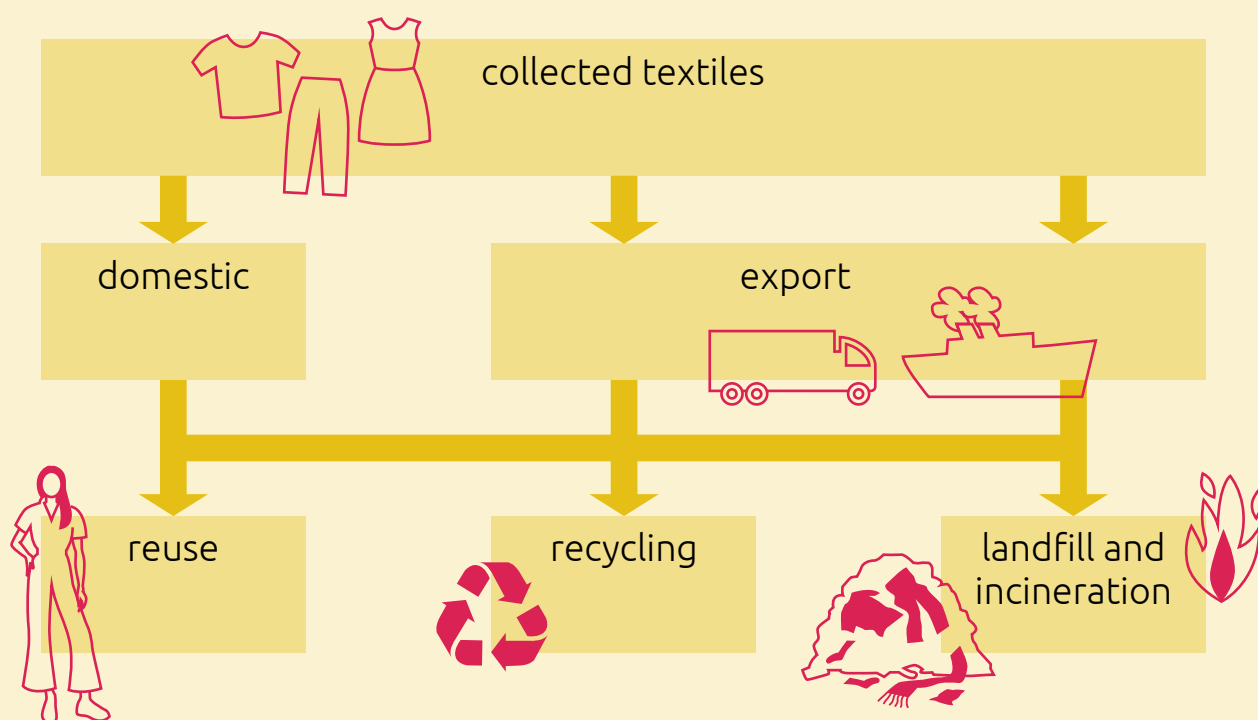 collected textiles
domestic
export
reuse
recycling
landfill and
incineration